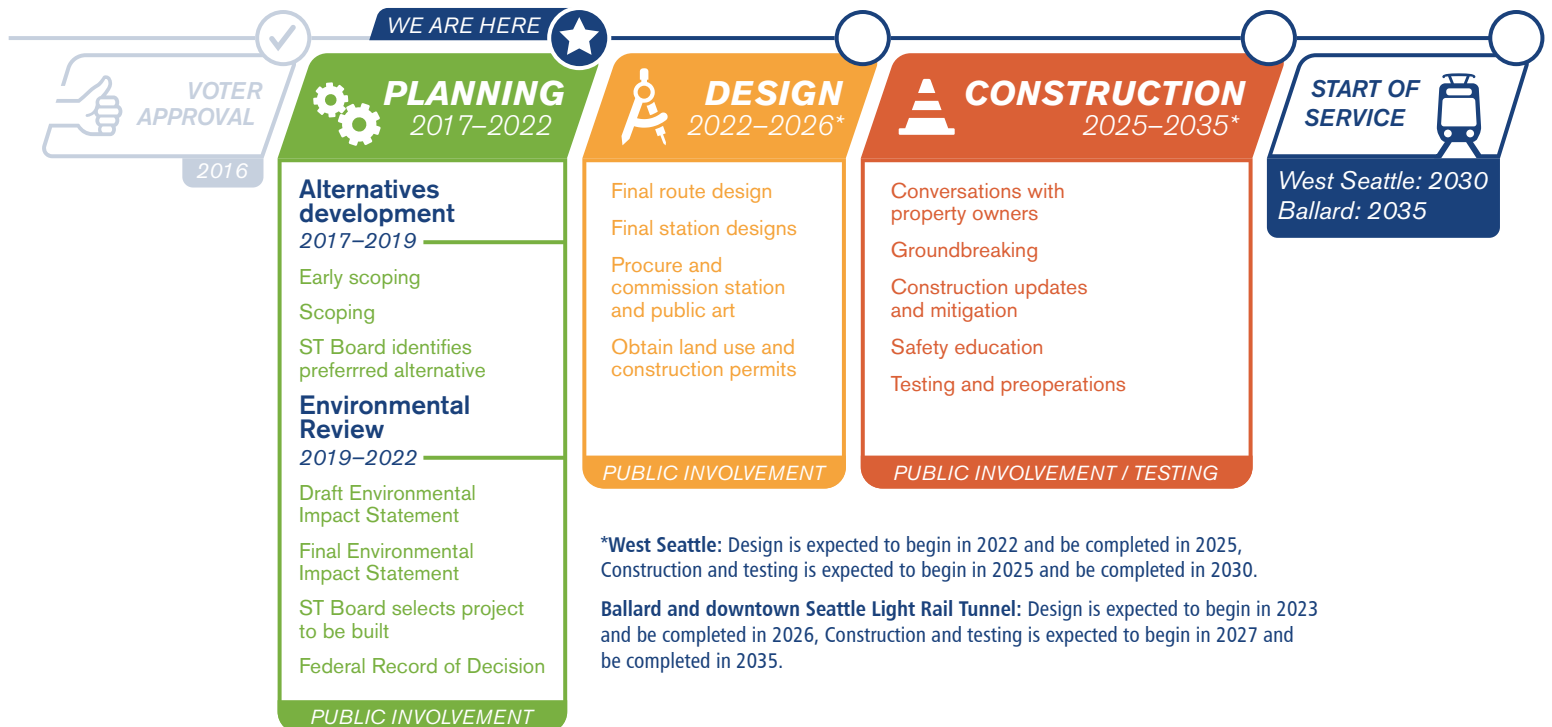 WE ARE HERE
VOTER
APPROVAL
2016
PLANNING
2017–2022
Alternatives
development
2017–2019
Early scoping
Scoping
ST Board identifies
preferrred alternative
Environmental
Review
2019–2022
Draft Environmental
Impact Statement
Final Environmental
Impact Statement
ST Board selects project
to be built
Federal Record of Decision
PUBLIC INVOLVEMENT
DESIGN
2022–2026*
Final route design
Final station designs
Procure and
commission station
and public art
Obtain land use and
construction permits
PUBLIC INVOLVEMENT
CONSTRUCTION
2025–2035*
Conversations with
property owners
Groundbreaking
Construction updates
and mitigation
Safety education
Testing and preoperations
PUBLIC INVOLVEMENT / TESTING
START OF
SERVICE
West Seattle: 2030
Ballard: 2035
*West Seattle: Design is expected to begin in 2022 and be completed in 2025,
Construction and testing is expected to begin in 2025 and be completed in 2030.
Ballard and downtown Seattle Light Rail Tunnel: Design is expected to begin in 2023
and be completed in 2026, Construction and testing is expected to begin in 2027 and
be completed in 2035.